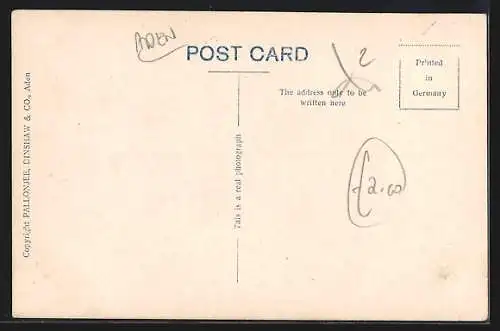 ADEN
POST CARD
2
Printed
in
Germany
The address only to be
written here
Copyright PALLONJEE, DINSHAW & CO., Aden
This is a real photograph
£2.00